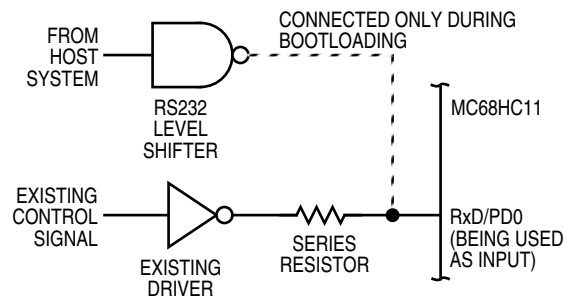 CONNECTED ONLY DURING
BOOTLOADING
FROM
HOST
SYSTEM
RS232
LEVEL
SHIFTER
MC68HC11
EXISTING
CONTROL
SIGNAL
EXISTING
DRIVER
SERIES
RESISTOR
RxD/PD0
(BEING USED
AS INPUT)